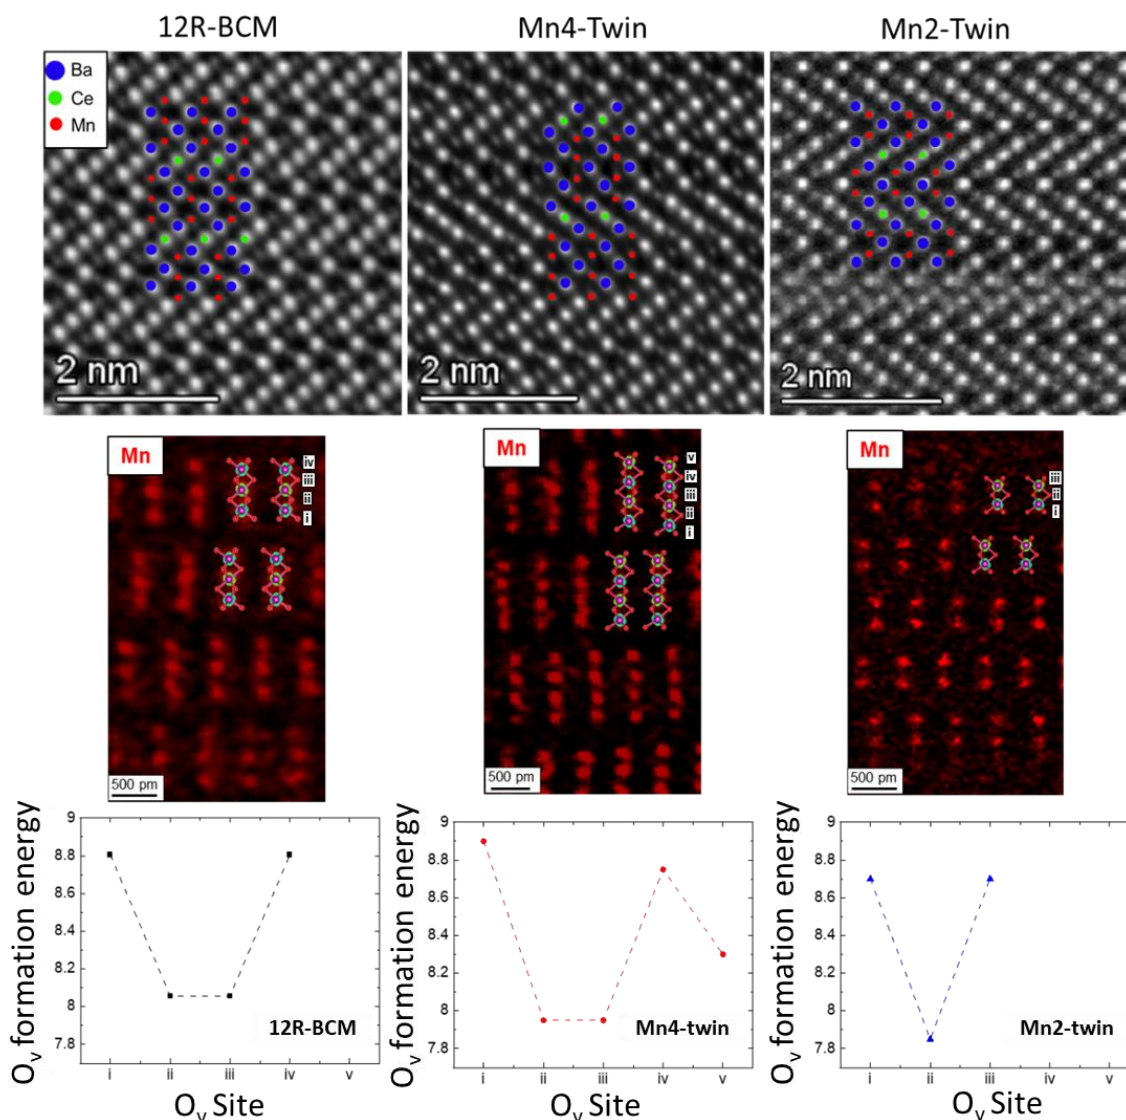 12R-BCM
Mn4-Twin
Mn2-Twin
Ba
Ce
Mn
2 nm
2 nm
2 nm
Mn
iv
iii
ii
i
500 pm
Mn
v
iv
iii
ii
i
500 pm
Mn
iii
ii
i
500 pm
Oᵥ formation energy
9
8.8
8.6
8.4
8.2
8
7.8
12R-BCM
i ii iii iv v
Oᵥ Site
Oᵥ formation energy
9
8.8
8.6
8.4
8.2
8
7.8
Mn4-twin
i ii iii iv v
Oᵥ Site
Oᵥ formation energy
9
8.8
8.6
8.4
8.2
8
7.8
Mn2-twin
i ii iii iv v
Oᵥ Site